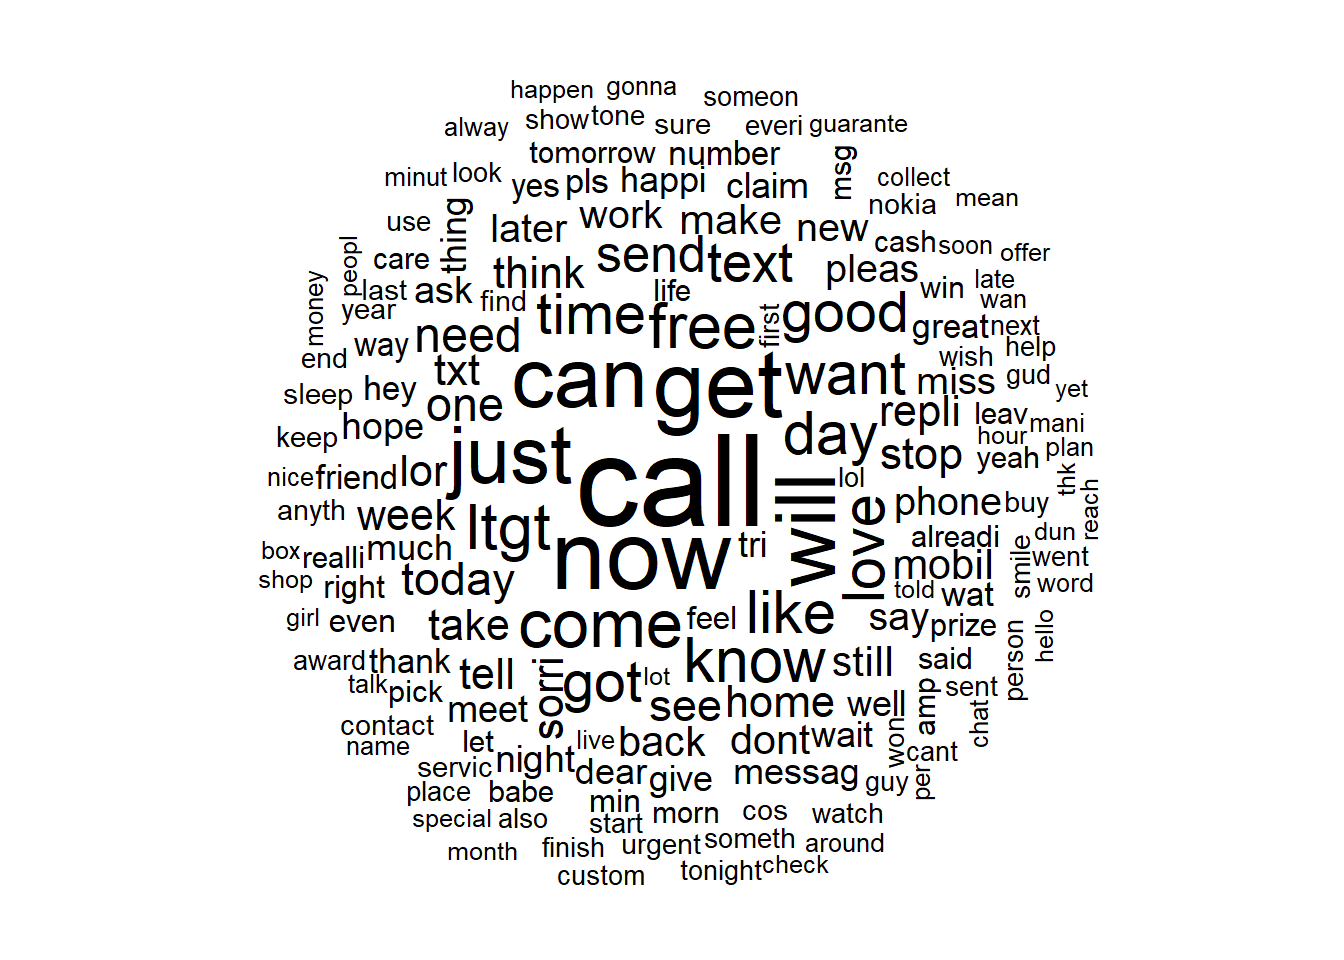 happen gonna someon
alway show tone sure everi guarante
tomorrow number msg
minut look yes pls happi claim collect
use thing later work make new nokia mean
peopl care think send text pleas cash soon offer
money last ask find time life free first good win late
year wan
end way need great next
sleep hey txt can get want wish help
one miss gud yet
keep hope just day repli leav mani
hour
nice friend lor call will lol stop yeah plan
thk
anyth week ltgt love phone buy reach
box realli much now tri alreadi dun
shop right today mobil smile went
told wat word
girl even take come feel like say prize hello
award thank tell sorri got lot know still said person
talk pick sent
contact meet see home well amp chat
name let night live back dont wait won cant
servic dear give messag guy per
place babe min
special also start morn cos watch
month finish urgent someth around
custom tonight check